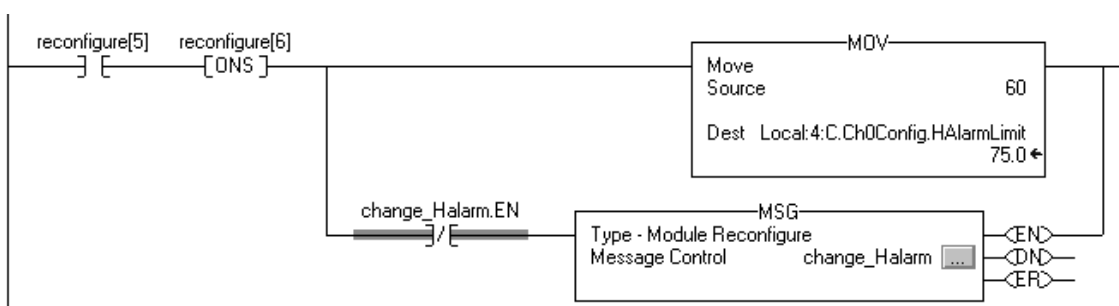 reconfigure[5] reconfigure[6]
ONS
MOV
Move
Source 60
Dest Local:4:C.Ch0Config.HAlarmLimit
75.0
change_Halarm.EN
MSG
Type - Module Reconfigure
Message Control change_Halarm ...
EN
DN
ER